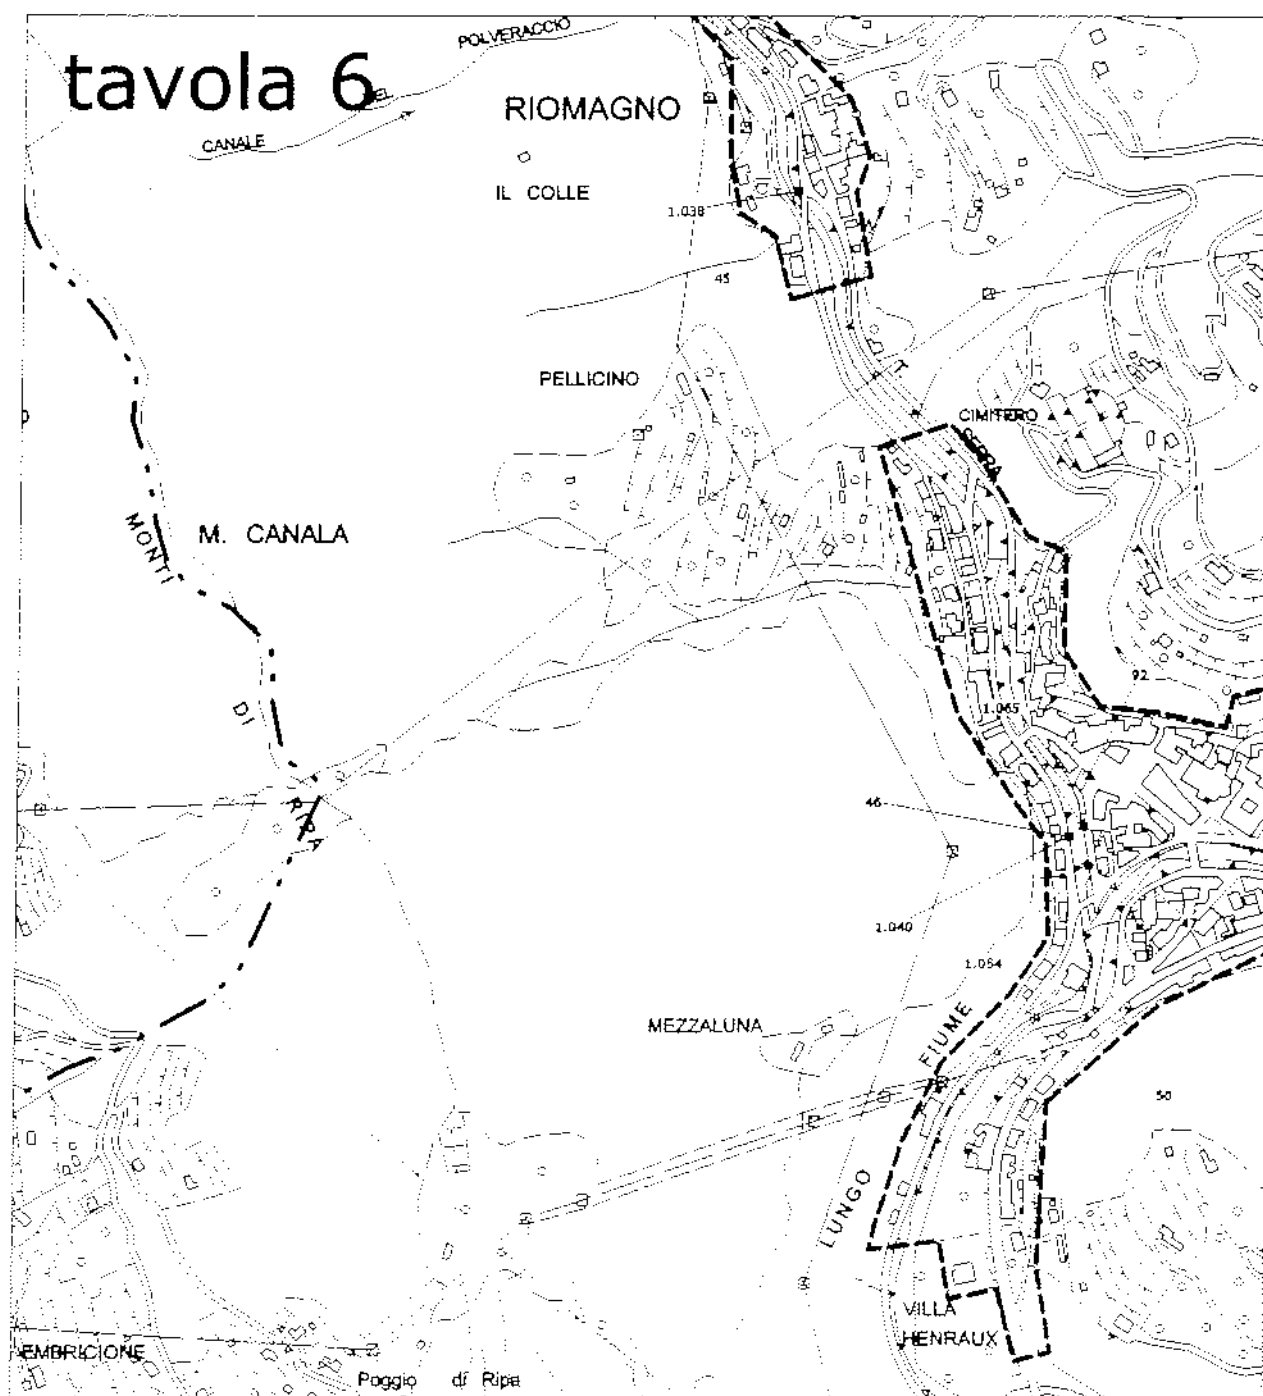 tavola 6
POLVERACCIO
CANALE
RIOMAGNO
IL COLLE
1.038
45
PELLICINO
T.
CIMITERO
SERRA
MONTI
M. CANALA
DI
RIPA
92
1.065
46
1.040
1.054
MEZZALUNA
FIUME
LUNGO
50
VILLA
HENRAUX
EMBRICIONE
Poggio di Ripa